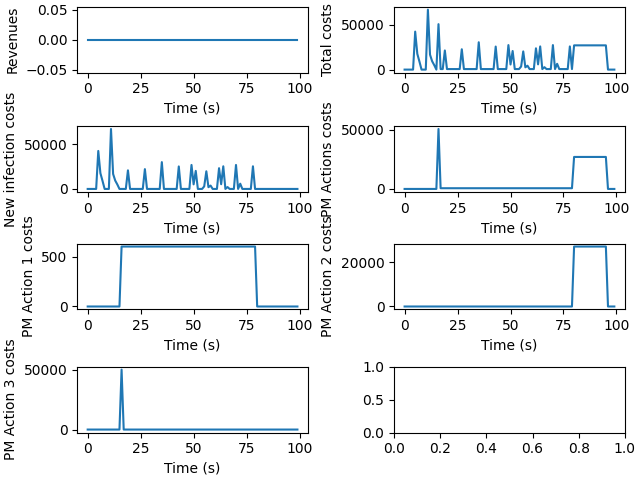 Revenues
0.05
0.00
−0.05
0 25 50 75 100
Time (s)
Total costs
50000
0
0 25 50 75 100
Time (s)
New infection costs
50000
0
0 25 50 75 100
Time (s)
PM Actions costs
50000
0
0 25 50 75 100
Time (s)
PM Action 1 costs
500
0
0 25 50 75 100
Time (s)
PM Action 2 costs
20000
0
0 25 50 75 100
Time (s)
PM Action 3 costs
50000
0
0 25 50 75 100
Time (s)
1.0
0.5
0.0
0.0 0.2 0.4 0.6 0.8 1.0